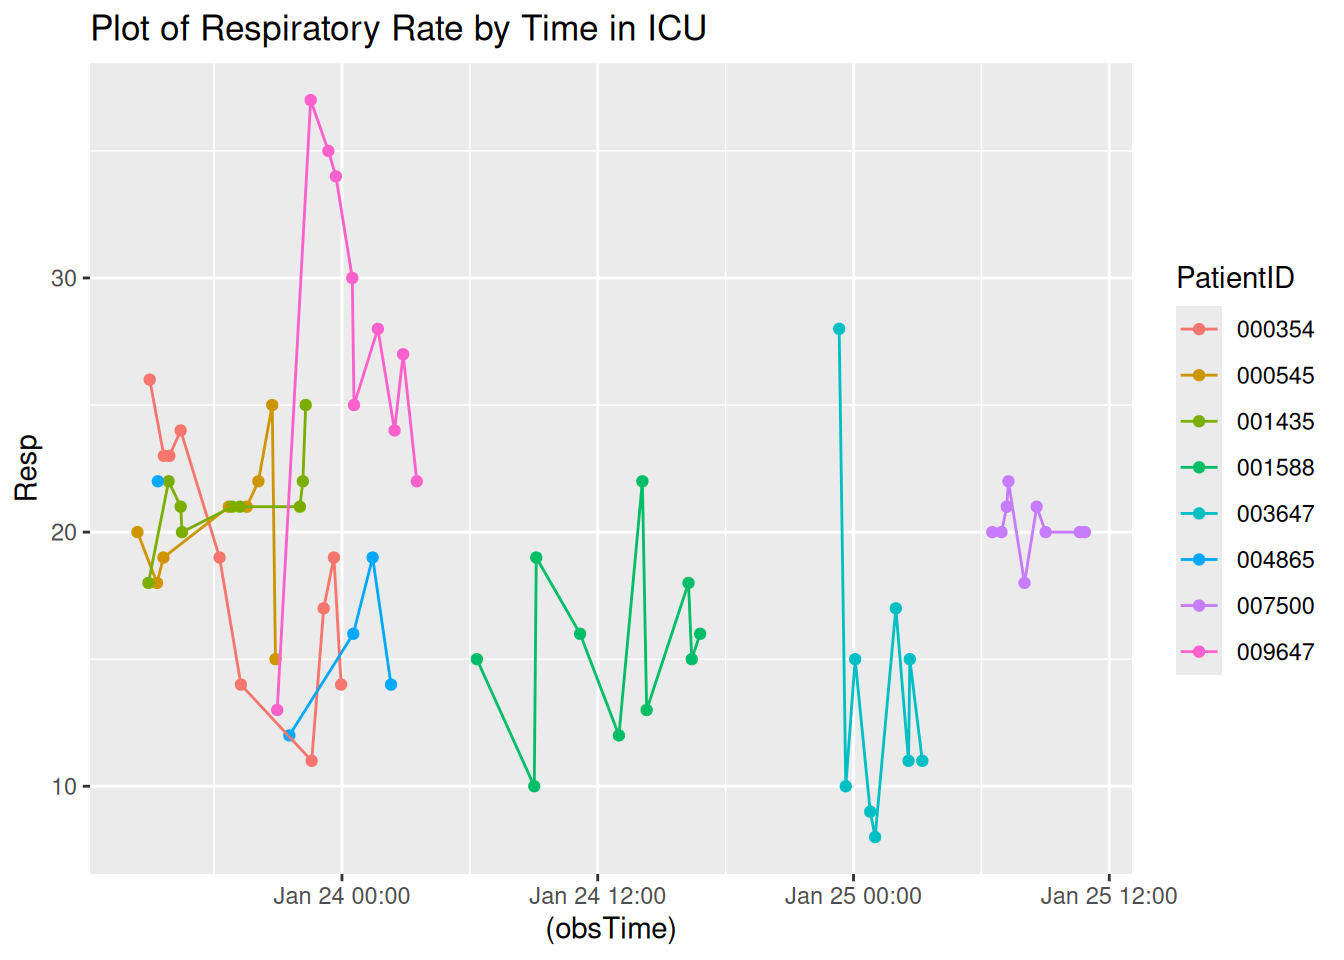 Plot of Respiratory Rate by Time in ICU
Resp
30
20
10
Jan 24 00:00
Jan 24 12:00
Jan 25 00:00
Jan 25 12:00
(obsTime)
PatientID
000354
000545
001435
001588
003647
004865
007500
009647